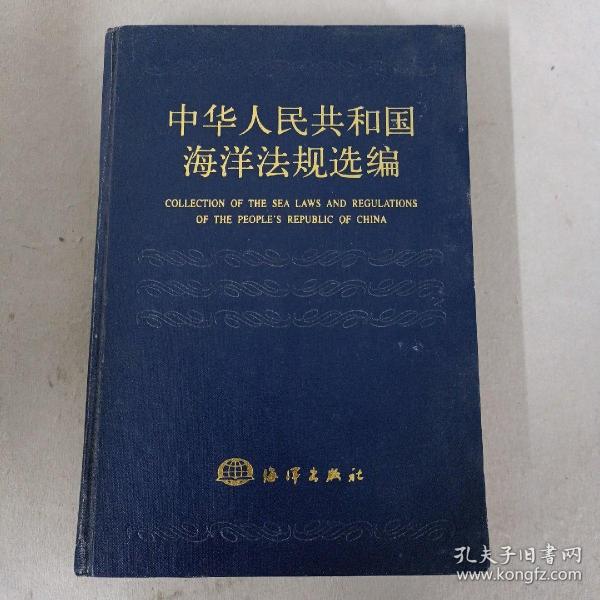 中华人民共和国
海洋法规选编
COLLECTION OF THE SEA LAWS AND REGULATIONS
OF THE PEOPLE'S REPUBLIC OF CHINA
海洋出版社
孔夫子旧书网
www.kongfz.com